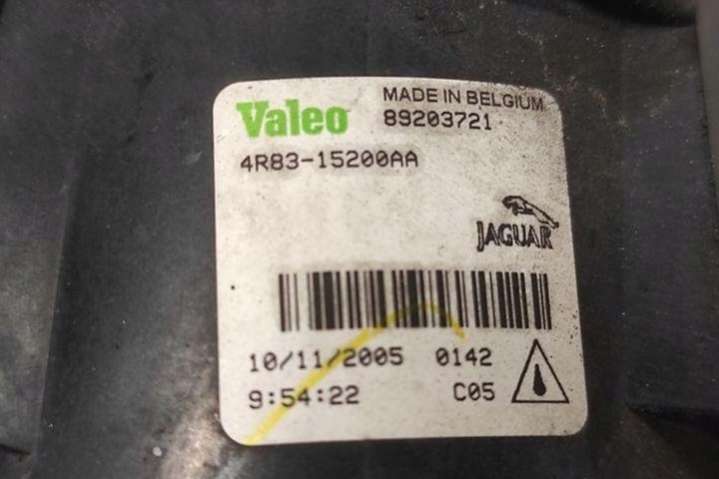 Valeo MADE IN BELGIUM
89203721
4R83-15200AA
JAGUAR
10/11/2005 0142
9:54:22 C05